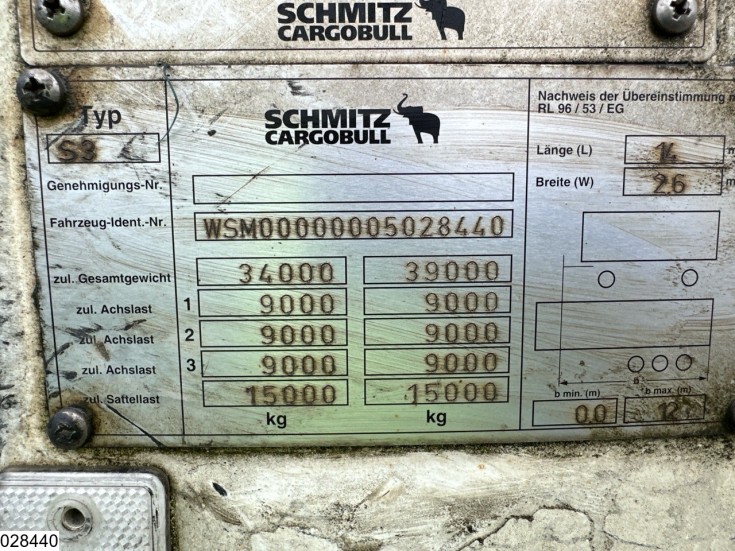 SCHMITZ
CARGOBULL
Typ
S3
SCHMITZ
CARGOBULL
Nachweis der Übereinstimmung
RL 96 / 53 / EG
Länge (L) 14
Breite (W) 2.6
Genehmigungs-Nr.
Fahrzeug-Ident.-Nr. WSM00000005028440
zul. Gesamtgewicht 34000 39000
zul. Achslast 1 9000 9000
zul. Achslast 2 9000 9000
zul. Achslast 3 9000 9000
zul. Sattellast 15000 15000
kg kg
b min. (m) b max. (m)
0.0 12
028440